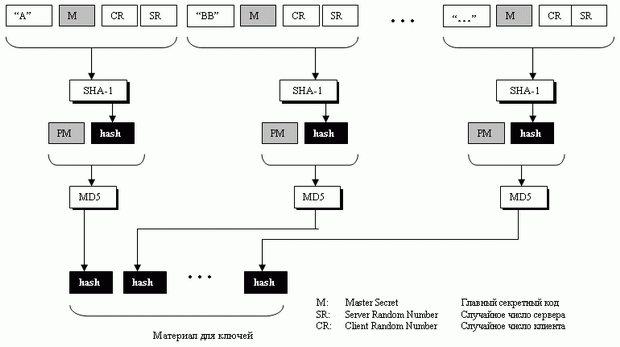 “A” M CR SR “BB” M CR SR ... “...” M CR SR
SHA-1 SHA-1 SHA-1
PM hash PM hash PM hash
MD5 MD5 MD5
hash hash ... hash
M: Master Secret Главный секретный код
SR: Server Random Number Случайное число сервера
CR: Client Random Number Случайное число клиента
Материал для ключей